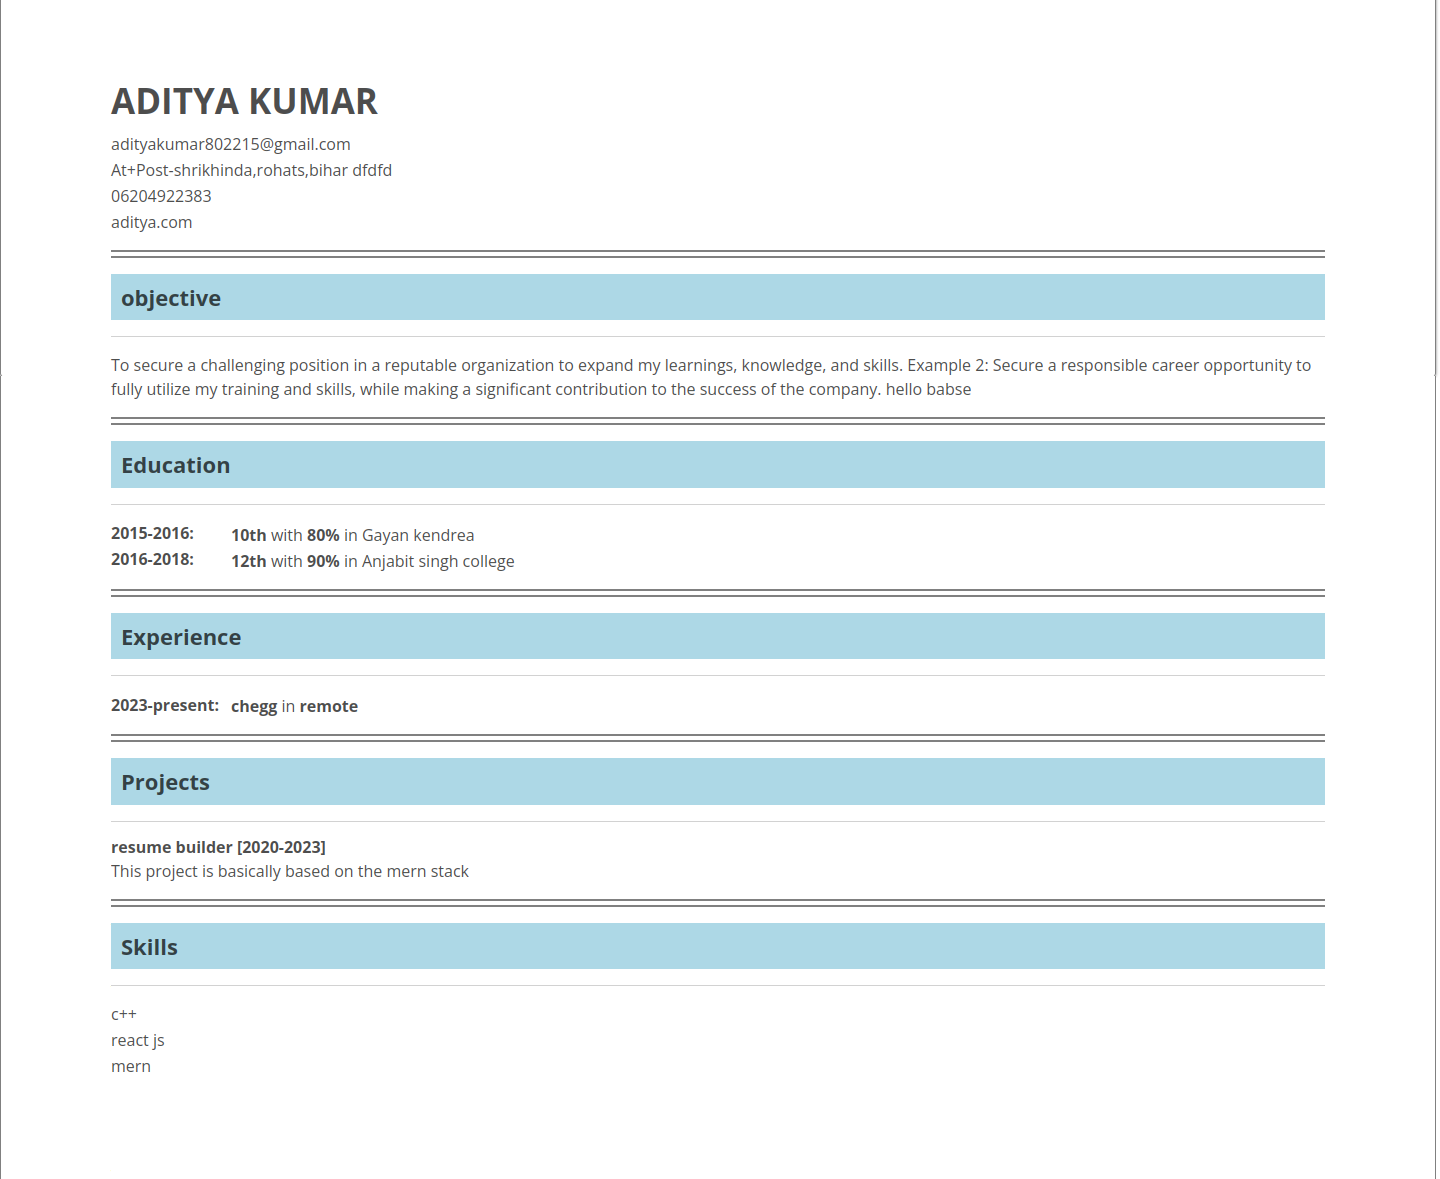 ADITYA KUMAR
adityakumar802215@gmail.com
At+Post-shrikhinda,rohats,bihar dfdfd
06204922383
aditya.com
objective
To secure a challenging position in a reputable organization to expand my learnings, knowledge, and skills. Example 2: Secure a responsible career opportunity to
fully utilize my training and skills, while making a significant contribution to the success of the company. hello babse
Education
2015-2016: 10th with 80% in Gayan kendrea
2016-2018: 12th with 90% in Anjabit singh college
Experience
2023-present: chegg in remote
Projects
resume builder [2020-2023]
This project is basically based on the mern stack
Skills
c++
react js
mern